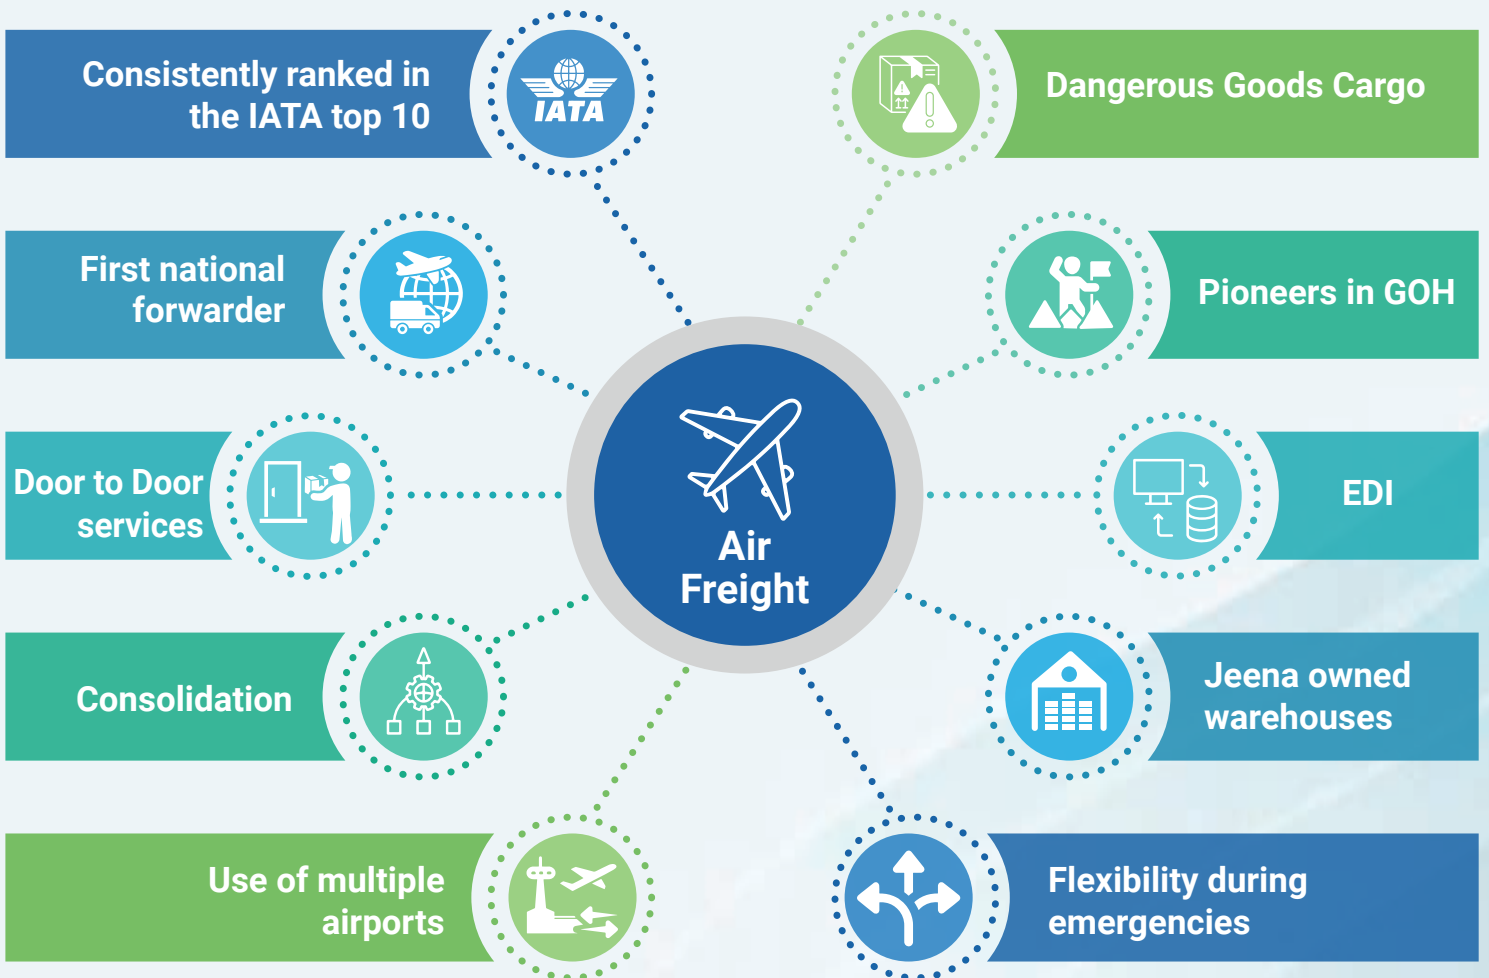 Consistently ranked in
the IATA top 10
IATA
Dangerous Goods Cargo
First national
forwarder
Pioneers in GOH
Door to Door
services
Air
Freight
EDI
Consolidation
Jeena owned
warehouses
Use of multiple
airports
Flexibility during
emergencies